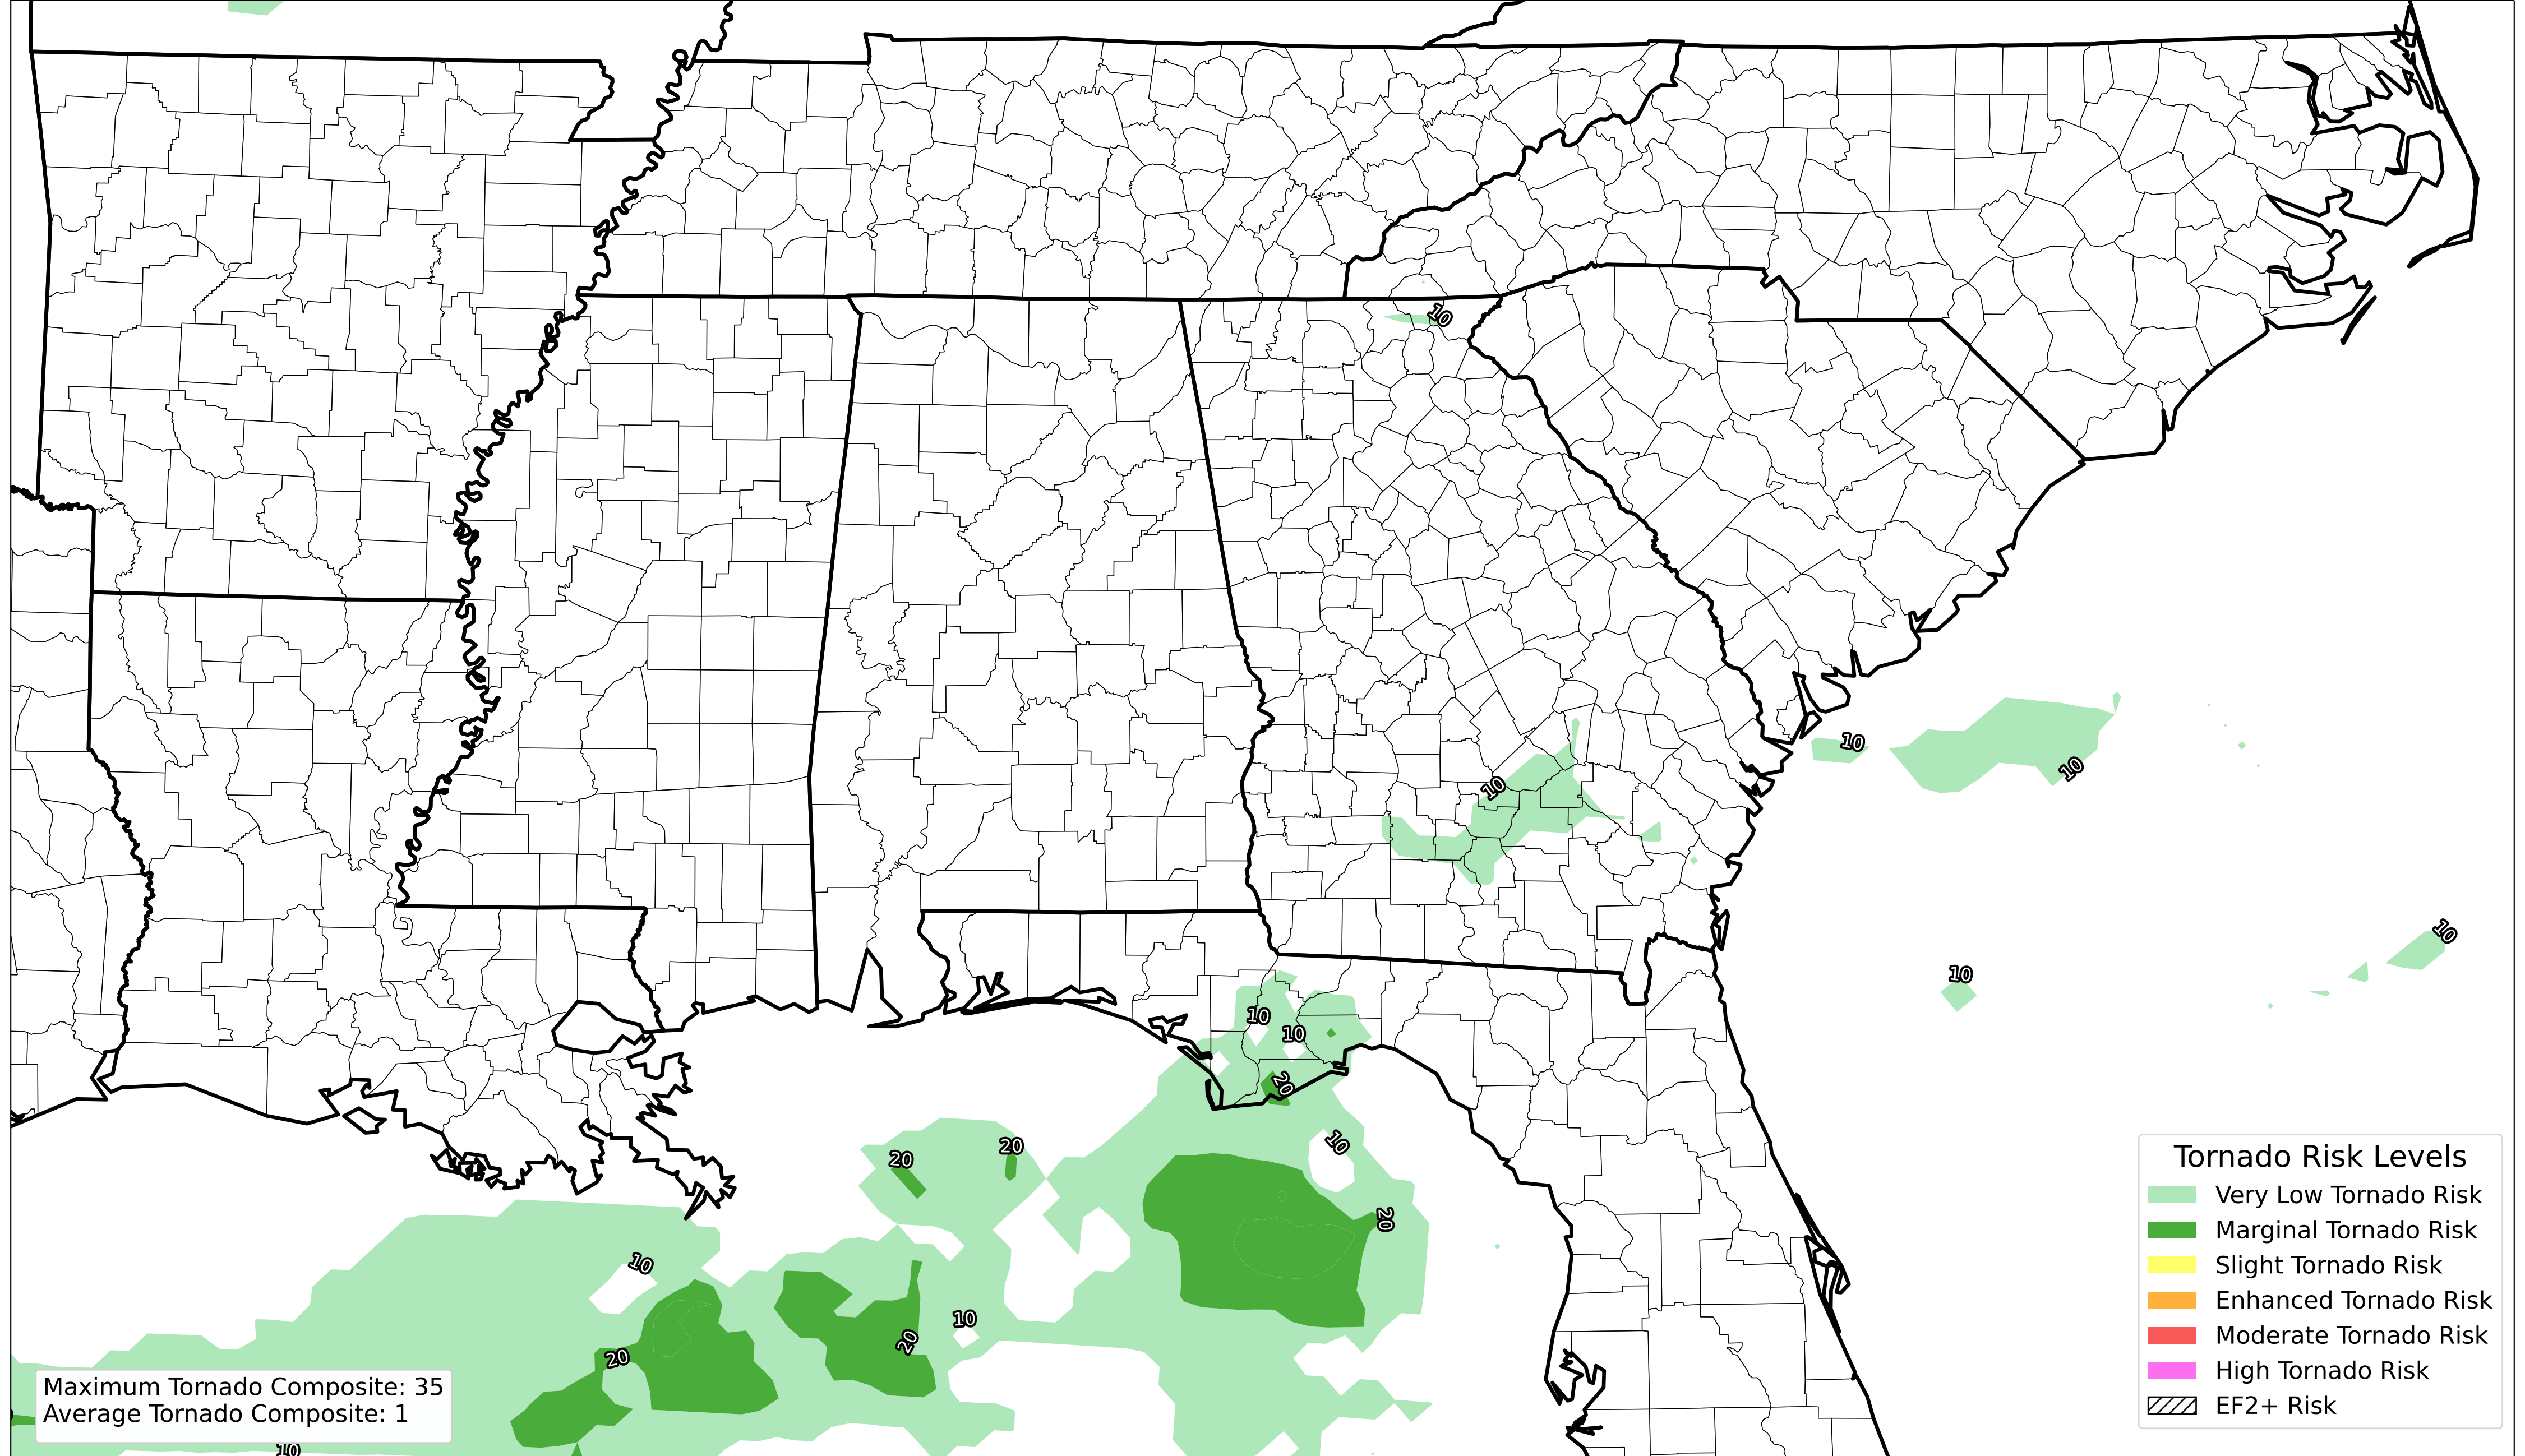 10
10
10
10
10
10
10
10
10
20
10
20
20
20
10
10
20
20
Tornado Risk Levels
Very Low Tornado Risk
Marginal Tornado Risk
Slight Tornado Risk
Enhanced Tornado Risk
Moderate Tornado Risk
High Tornado Risk
EF2+ Risk
Maximum Tornado Composite: 35
Average Tornado Composite: 1
10